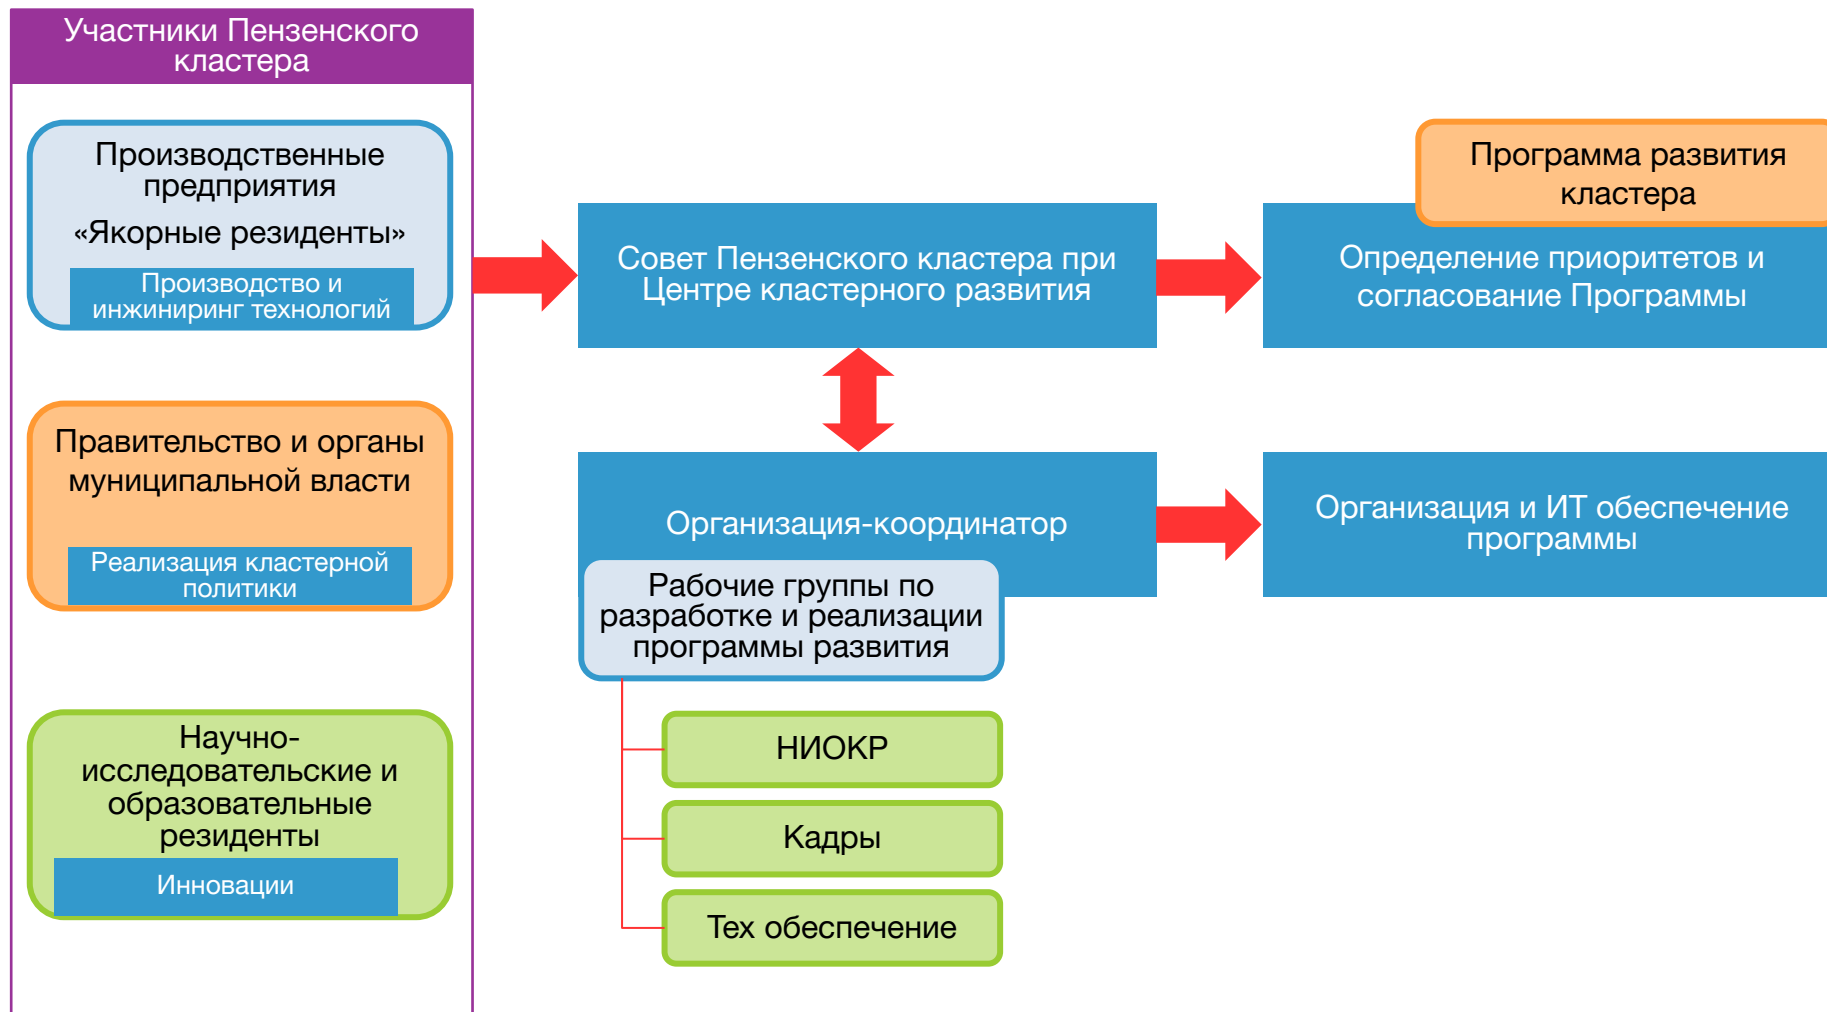 Участники Пензенского
кластера
Производственные
предприятия
«Якорные резиденты»
Производство и
инжиниринг технологий
Правительство и органы
муниципальной власти
Реализация кластерной
политики
Научно-
исследовательские и
образовательные
резиденты
Инновации
Совет Пензенского кластера при
Центре кластерного развития
Программа развития
кластера
Определение приоритетов и
согласование Программы
Организация-координатор
Рабочие группы по
разработке и реализации
программы развития
НИОКР
Кадры
Тех обеспечение
Организация и ИТ обеспечение
программы